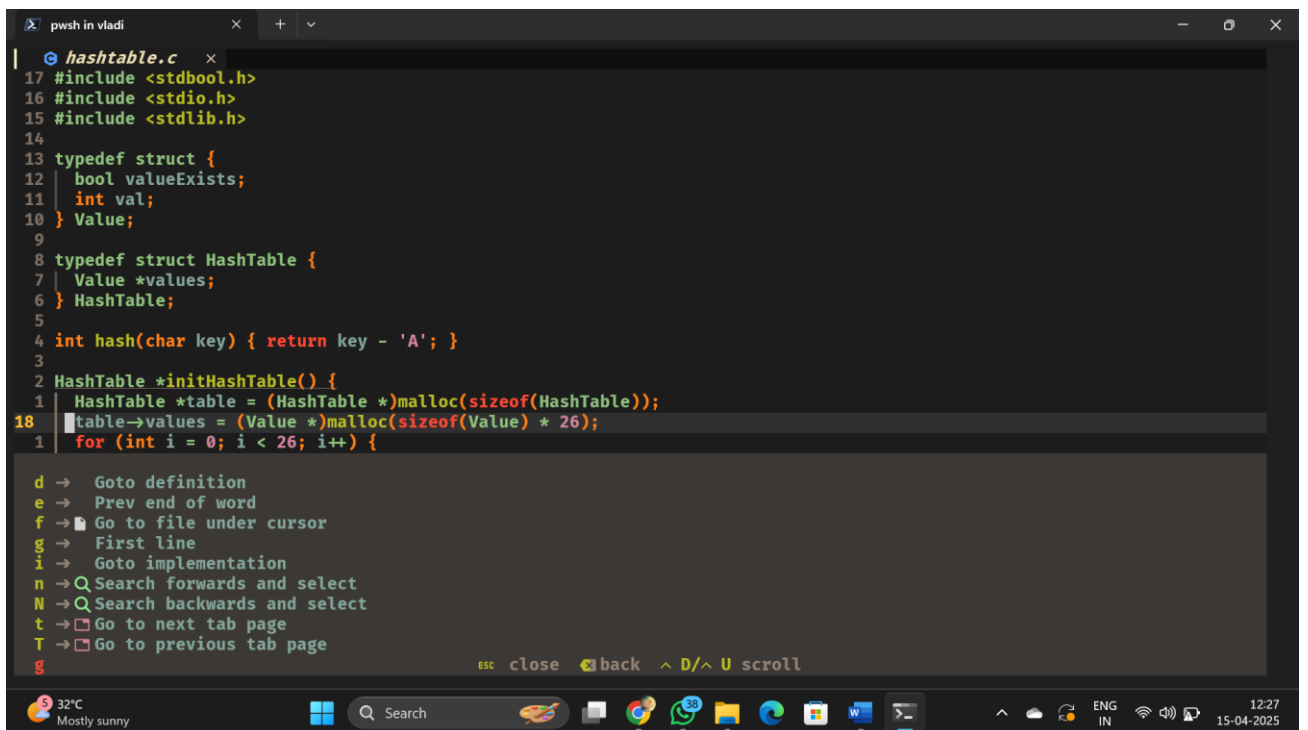 pwsh in vladi
hashtable.c
17 #include <stdbool.h>
16 #include <stdio.h>
15 #include <stdlib.h>
14
13 typedef struct {
12 bool valueExists;
11 int val;
10 } Value;
9
8 typedef struct HashTable {
7 Value *values;
6 } HashTable;
5
4 int hash(char key) { return key - 'A'; }
3
2 HashTable *initHashTable() {
1 HashTable *table = (HashTable *)malloc(sizeof(HashTable));
18 table→values = (Value *)malloc(sizeof(Value) * 26);
1 for (int i = 0; i < 26; i++) {
d → Goto definition
e → Prev end of word
f → Go to file under cursor
g → First line
i → Goto implementation
n → Search forwards and select
N → Search backwards and select
t → Go to next tab page
T → Go to previous tab page
g
ESC close back ^ D/^ U scroll
5 32°C
Mostly sunny
Search
38
ENG
IN
12:27
15-04-2025